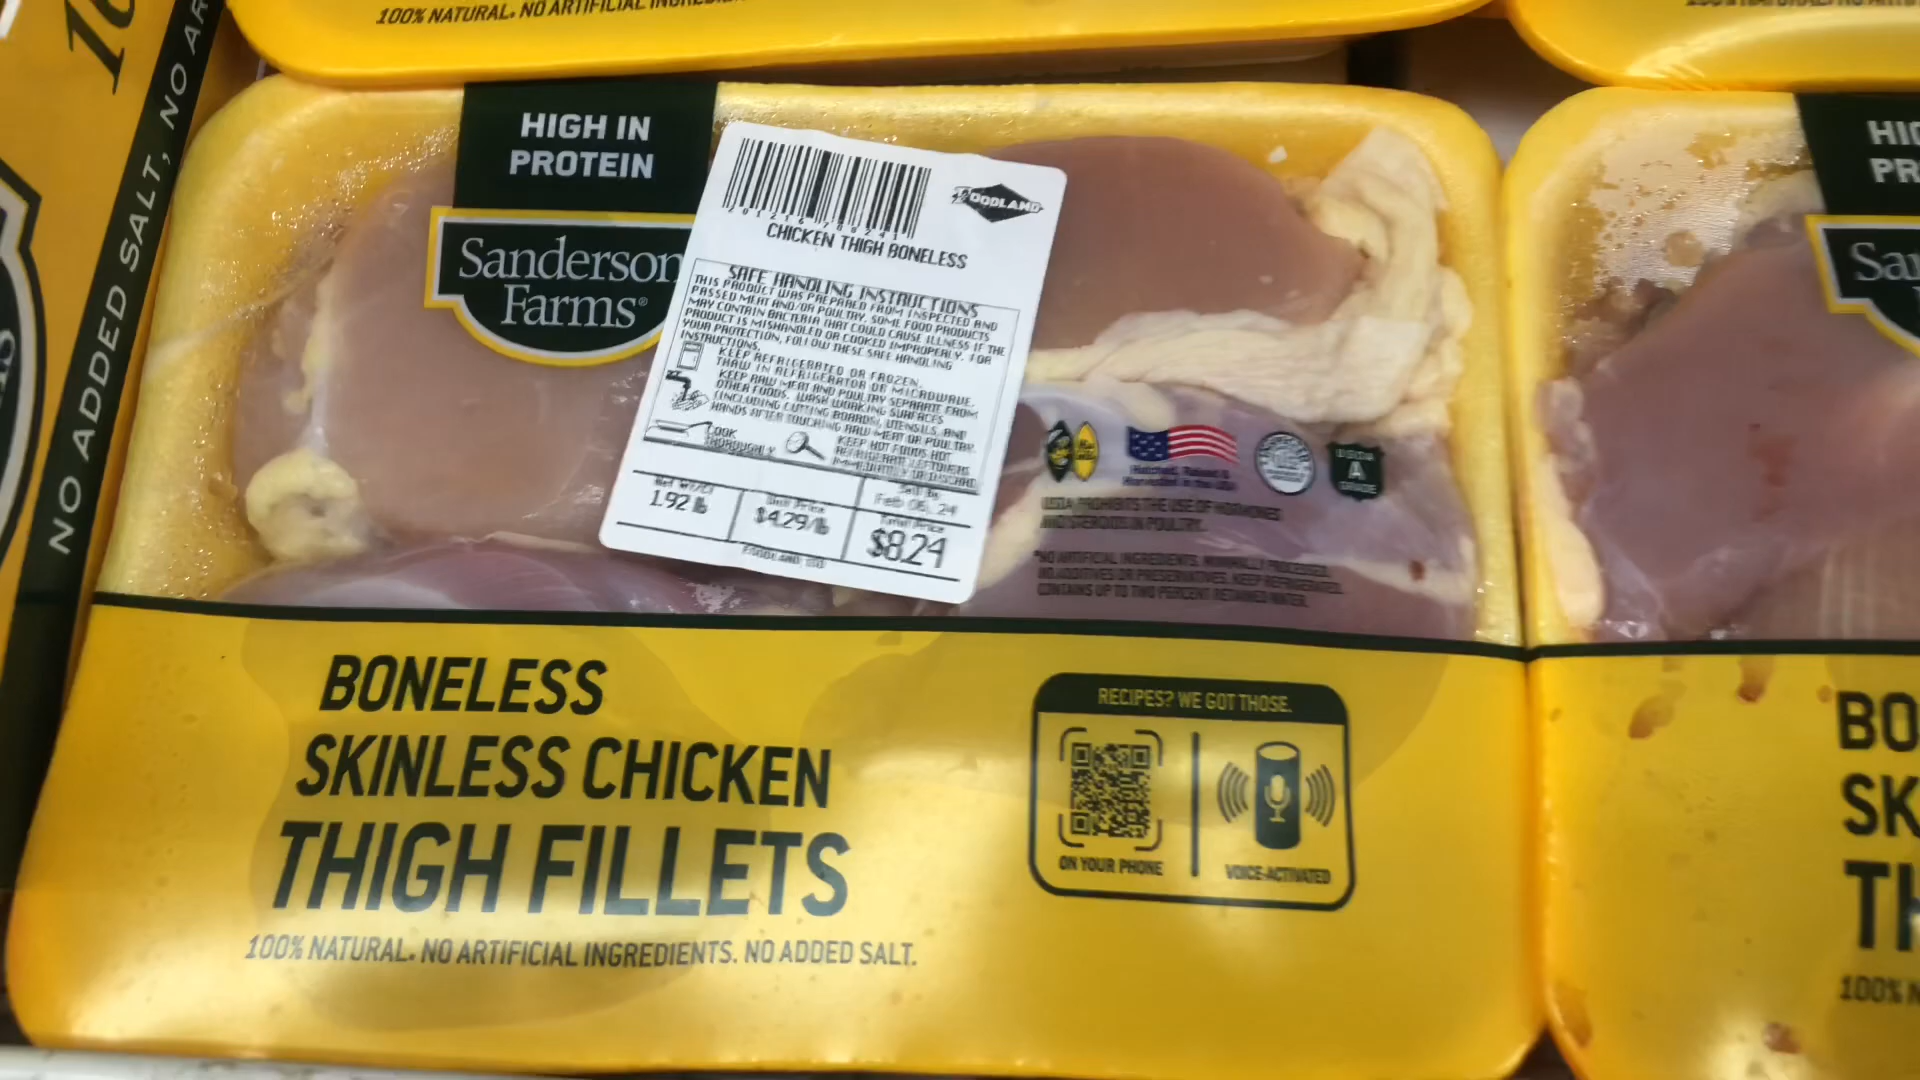 100% NATURAL. NO ARTIFICIAL
NO ADDED SALT, NO AR
HIGH IN
PROTEIN
Sanderson
Farms®
FOODLAND
CHICKEN THIGH BONELESS
SAFE HANDLING INSTRUCTIONS
THIS PRODUCT WAS PREPARED FROM INSPECTED AND
PASSED MEAT AND/OR POULTRY. SOME FOOD PRODUCTS
MAY CONTAIN BACTERIA THAT COULD CAUSE ILLNESS IF THE
PRODUCT IS MISHANDLED OR COOKED IMPROPERLY. FOR
YOUR PROTECTION, FOLLOW THESE SAFE HANDLING
INSTRUCTIONS.
KEEP REFRIGERATED OR FROZEN.
THAW IN REFRIGERATOR OR MICROWAVE.
KEEP RAW MEAT AND POULTRY SEPARATE FROM
OTHER FOODS. WASH WORKING SURFACES
(INCLUDING CUTTING BOARDS), UTENSILS, AND
HANDS AFTER TOUCHING RAW MEAT OR POULTRY.
COOK
THOROUGHLY
KEEP HOT FOODS HOT
REFRIGERATE LEFTOVERS
IMMEDIATELY OR DISCARD
Net Wt/Ct
1.92 lb
Unit Price
$4.29/lb
Sell By
Feb 06, 24
Total Price
$8.24
FOODLAND LTD
Hatched, Raised &
Harvested in the USA
USDA
A
GRADE
USDA PROHIBITS THE USE OF HORMONES
AND STEROIDS IN POULTRY.
*NO ARTIFICIAL INGREDIENTS. MINIMALLY PROCESSED.
NO ADDITIVES OR PRESERVATIVES. KEEP REFRIGERATED.
CONTAINS UP TO TWO PERCENT RETAINED WATER.
BONELESS
SKINLESS CHICKEN
THIGH FILLETS
100% NATURAL. NO ARTIFICIAL INGREDIENTS. NO ADDED SALT.
RECIPES? WE GOT THOSE.
ON YOUR PHONE
VOICE-ACTIVATED
HIG
PR
Sa
BO
SK
TH
100% N